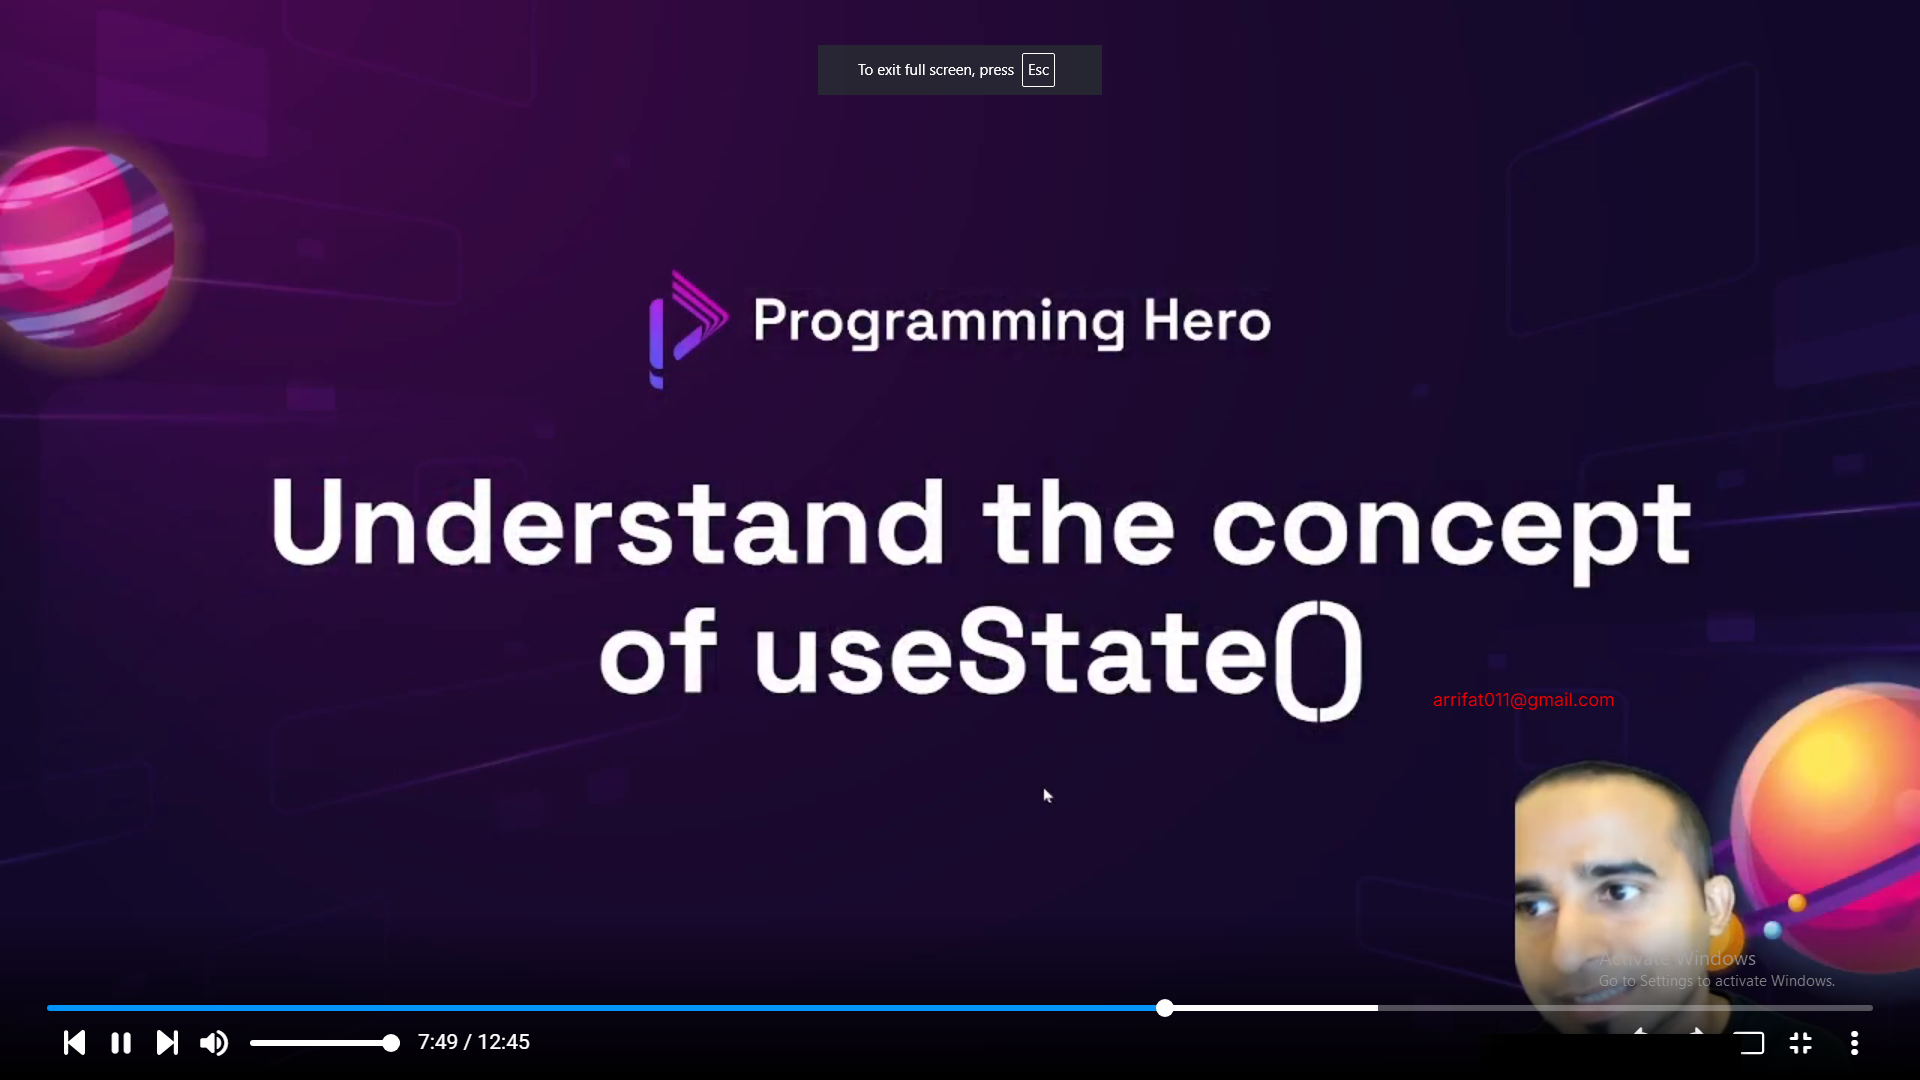 To exit full screen, press Esc
Programming Hero
Understand the concept
of useState()
arrifat011@gmail.com
Activate Windows
Go to Settings to activate Windows.
7:49 / 12:45